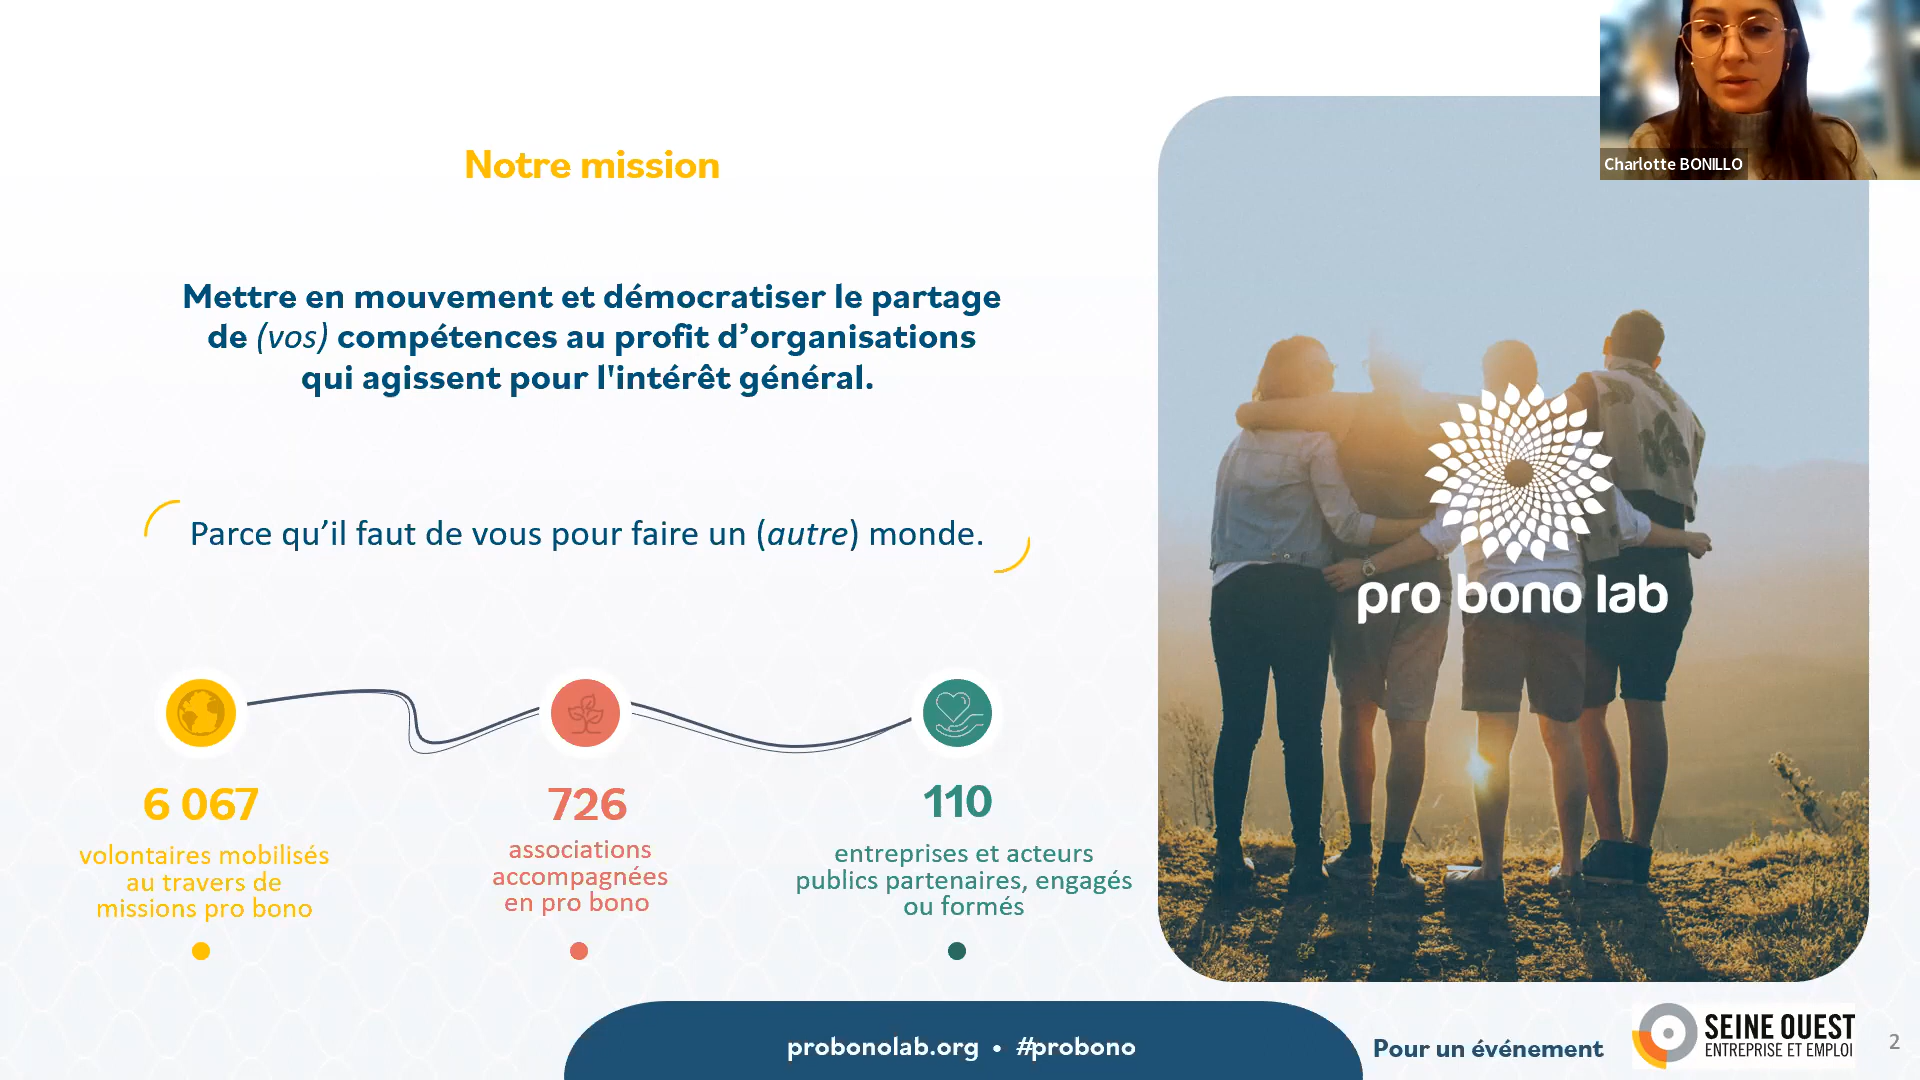 Charlotte BONILLO
Notre mission
Mettre en mouvement et démocratiser le partage
de (vos) compétences au profit d’organisations
qui agissent pour l'intérêt général.
Parce qu’il faut de vous pour faire un (autre) monde.
pro bono lab
6 067
volontaires mobilisés
au travers de
missions pro bono
726
associations
accompagnées
en pro bono
110
entreprises et acteurs
publics partenaires, engagés
ou formés
probonolab.org • #probono
Pour un événement
SEINE OUEST
ENTREPRISE ET EMPLOI
2